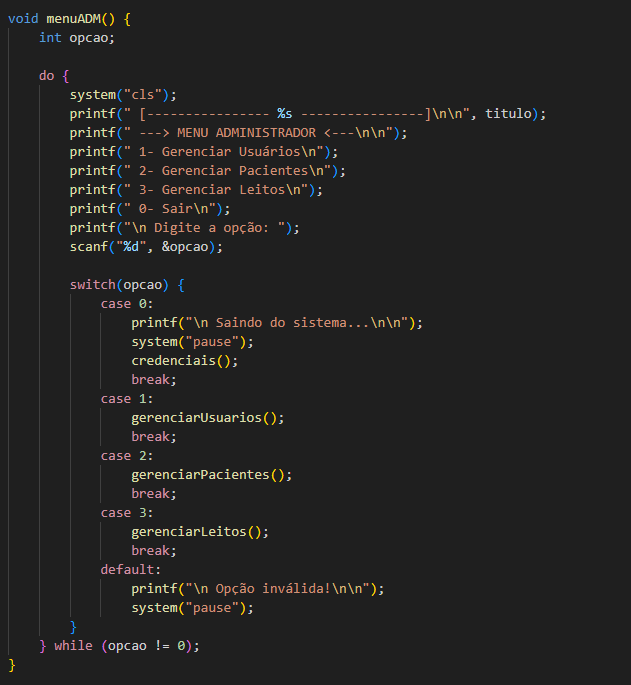 void menuADM() {
    int opcao;

    do {
        system("cls");
        printf(" [---------------- %s ----------------]\n\n", titulo);
        printf(" ---> MENU ADMINISTRADOR <---\n\n");
        printf(" 1- Gerenciar Usuários\n");
        printf(" 2- Gerenciar Pacientes\n");
        printf(" 3- Gerenciar Leitos\n");
        printf(" 0- Sair\n");
        printf("\n Digite a opção: ");
        scanf("%d", &opcao);

        switch(opcao) {
            case 0:
                printf("\n Saindo do sistema...\n\n");
                system("pause");
                credenciais();
                break;
            case 1:
                gerenciarUsuarios();
                break;
            case 2:
                gerenciarPacientes();
                break;
            case 3:
                gerenciarLeitos();
                break;
            default:
                printf("\n Opção inválida!\n\n");
                system("pause");
        }
    } while (opcao != 0);
}